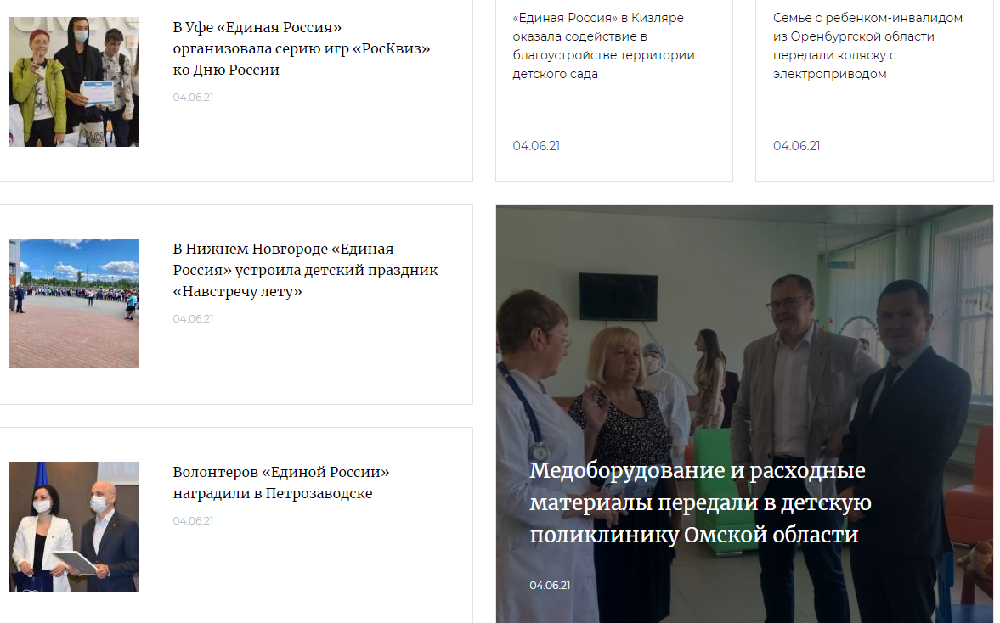 В Уфе «Единая Россия»
организовала серию игр «РосКвиз»
ко Дню России
04.06.21
«Единая Россия» в Кизляре
оказала содействие в
благоустройстве территории
детского сада
04.06.21
Семье с ребенком-инвалидом
из Оренбургской области
передали коляску с
электроприводом
04.06.21
В Нижнем Новгороде «Единая
Россия» устроила детский праздник
«Навстречу лету»
04.06.21
Волонтеров «Единой России»
наградили в Петрозаводске
04.06.21
Медоборудование и расходные
материалы передали в детскую
поликлинику Омской области
04.06.21